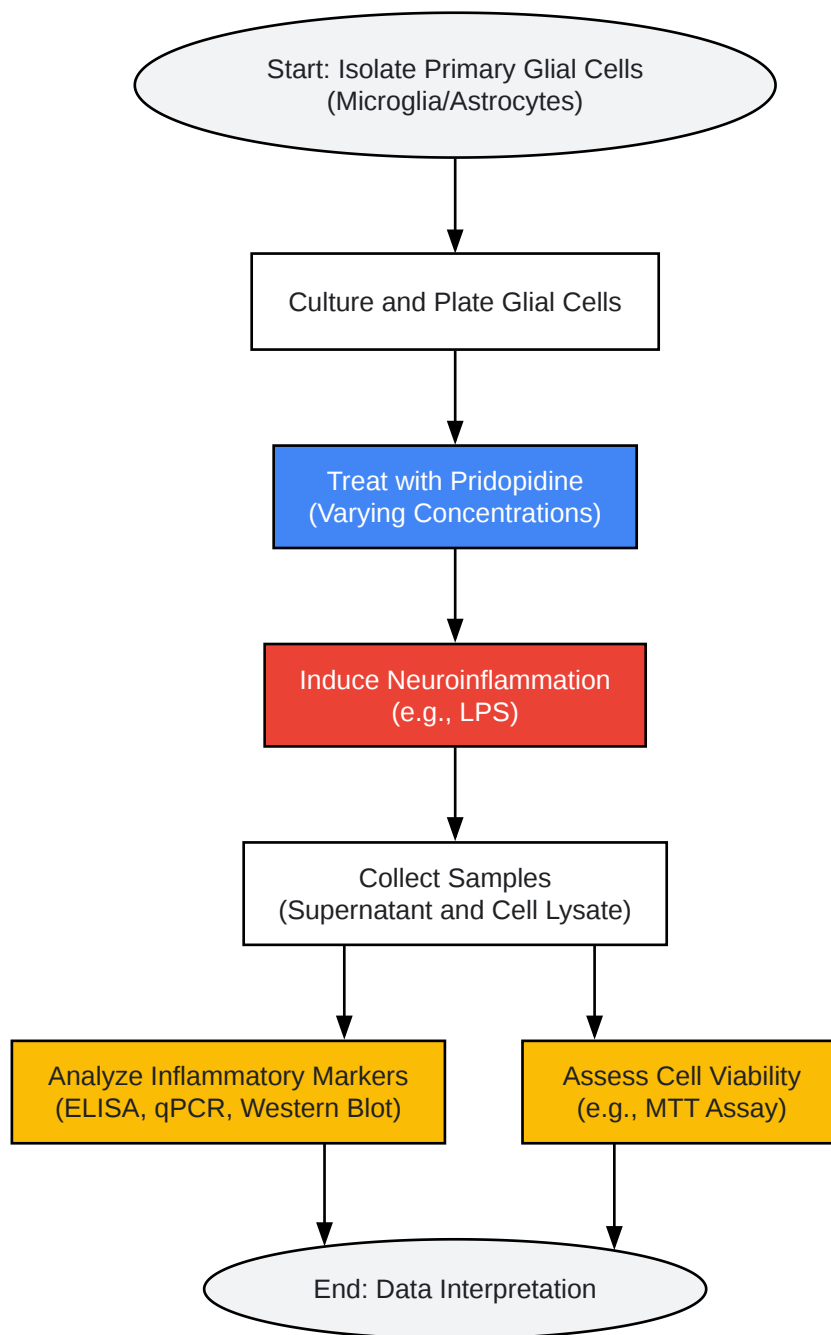 Start: Isolate Primary Glial Cells
(Microglia/Astrocytes)
Culture and Plate Glial Cells
Treat with Pridopidine
(Varying Concentrations)
Induce Neuroinflammation
(e.g., LPS)
Collect Samples
(Supernatant and Cell Lysate)
Analyze Inflammatory Markers
(ELISA, qPCR, Western Blot)
Assess Cell Viability
(e.g., MTT Assay)
End: Data Interpretation